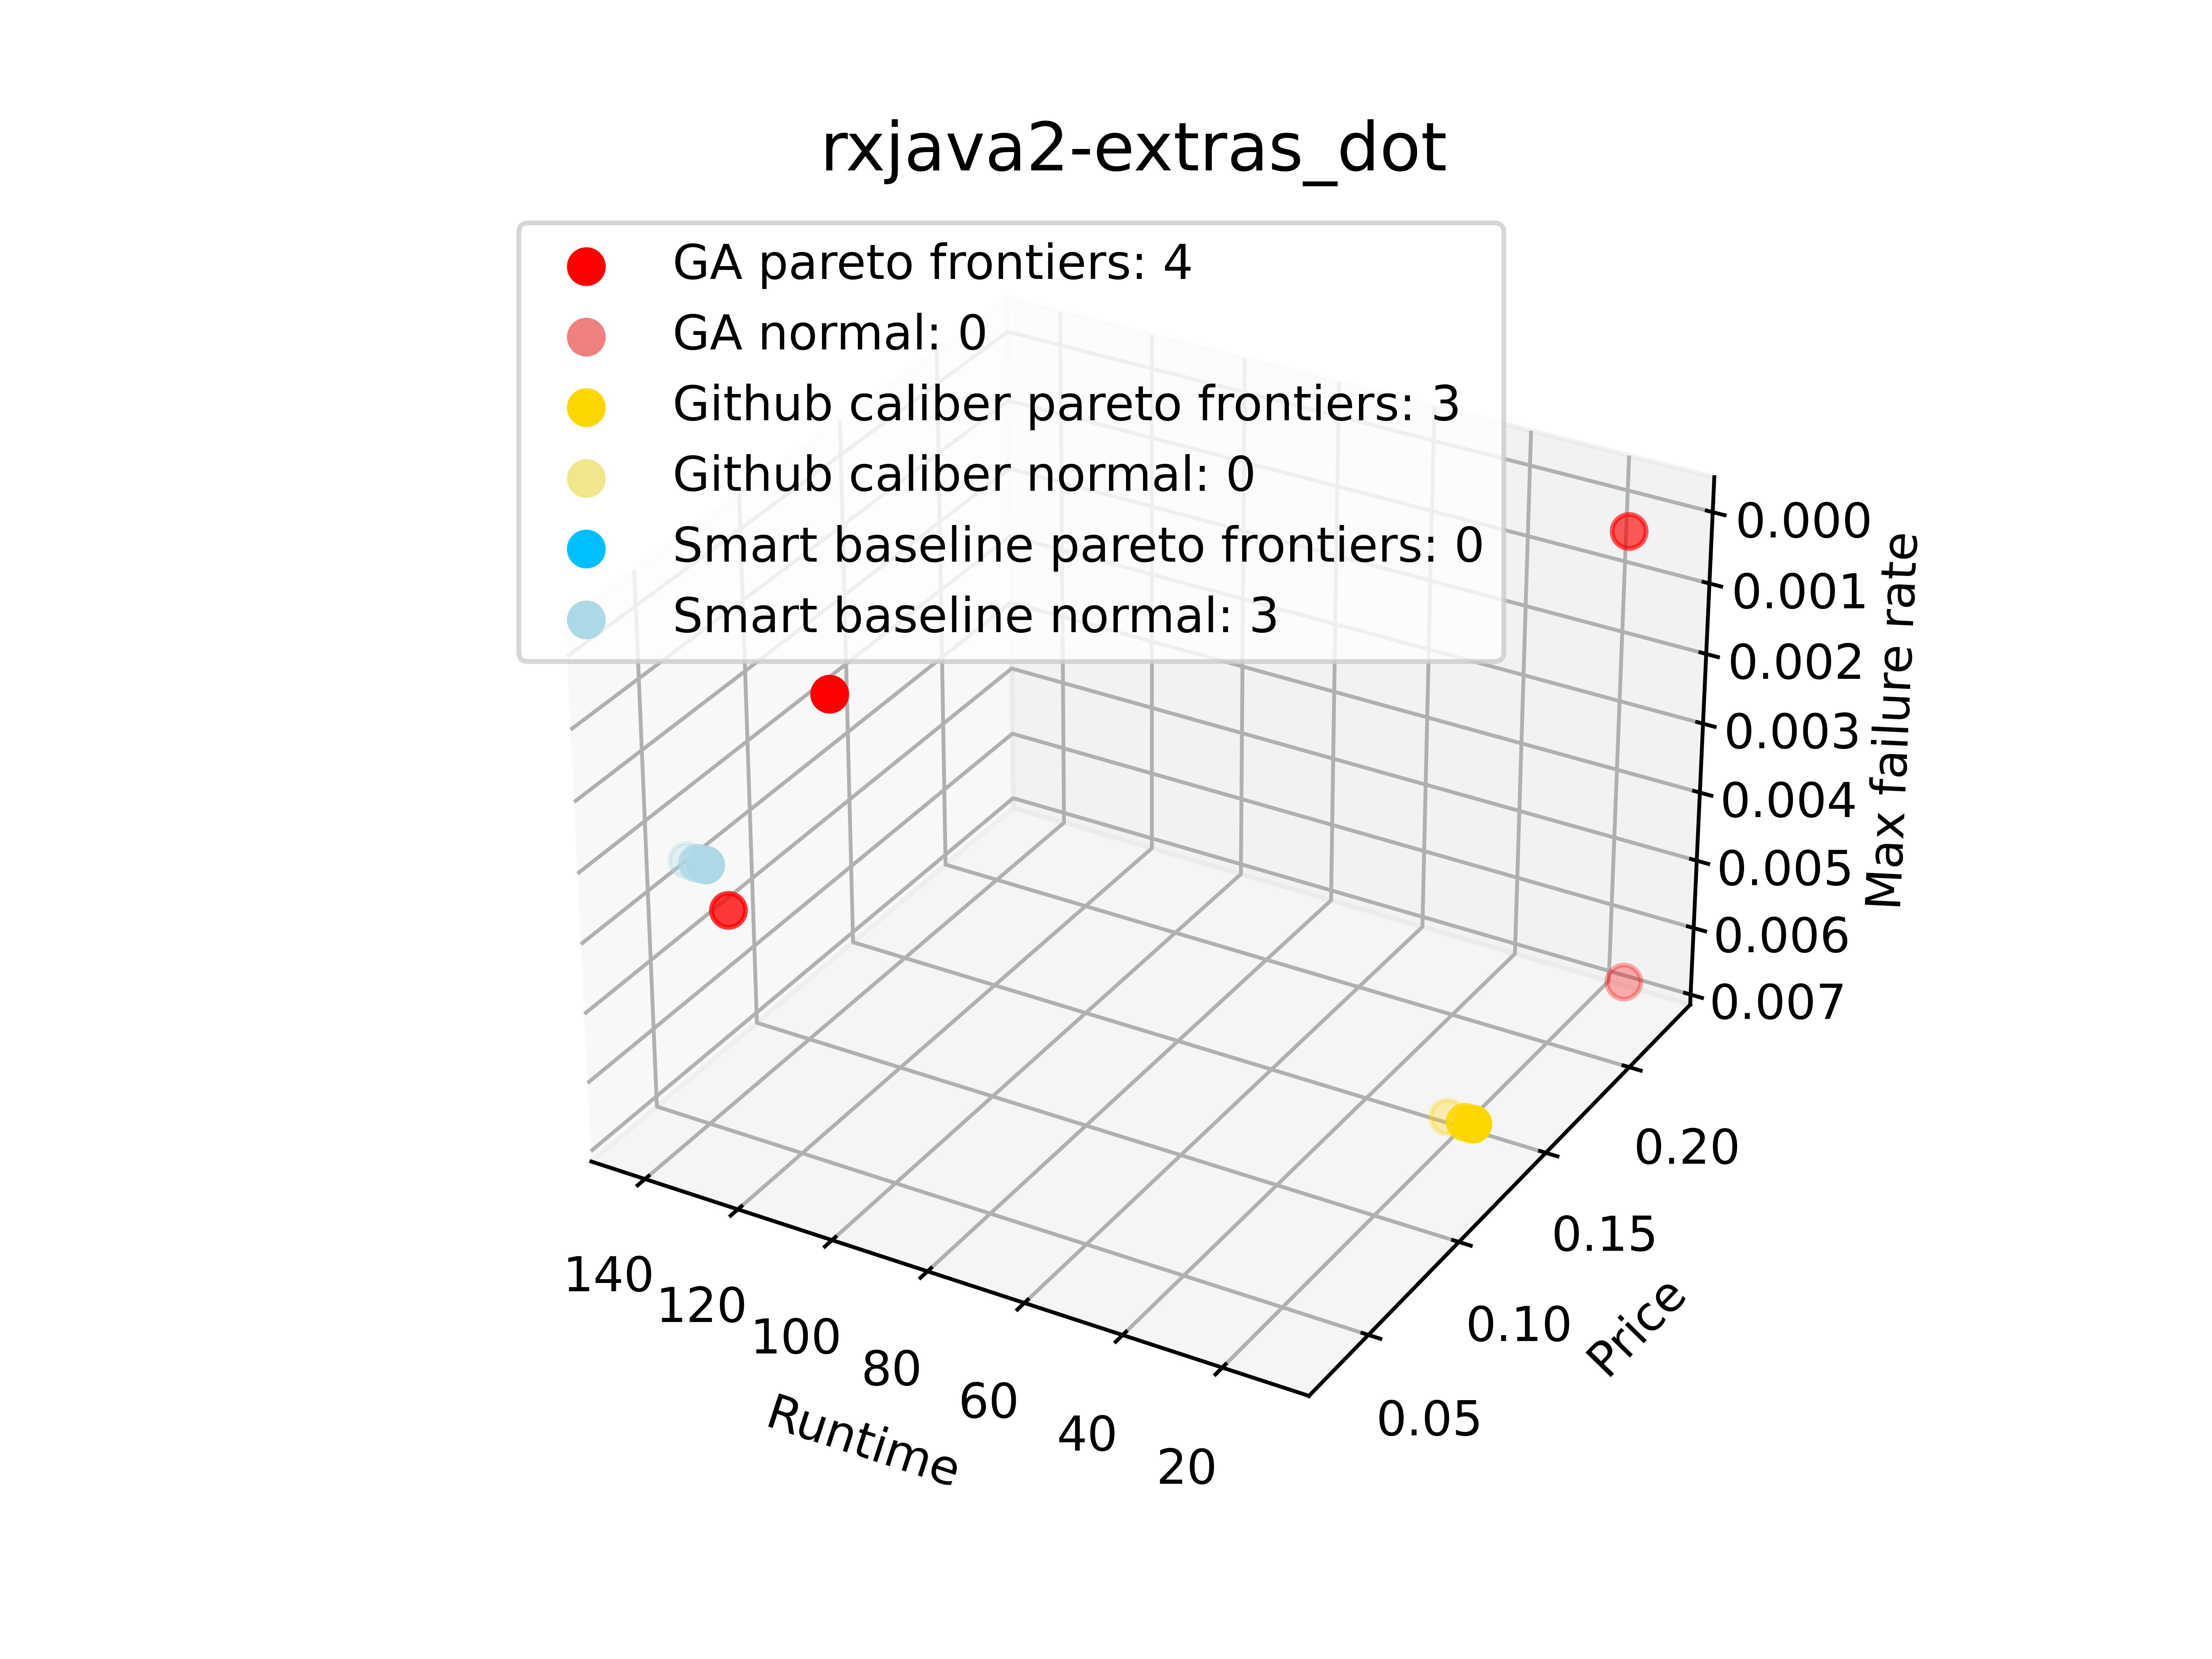 rxjava2-extras_dot
GA pareto frontiers: 4
GA normal: 0
Github caliber pareto frontiers: 3
Github caliber normal: 0
Smart baseline pareto frontiers: 0
Smart baseline normal: 3
0.000
0.001
0.002
0.003
0.004
0.005
0.006
0.007
Max failure rate
0.20
0.15
0.10
0.05
Price
140
120
100
80
60
40
20
Runtime